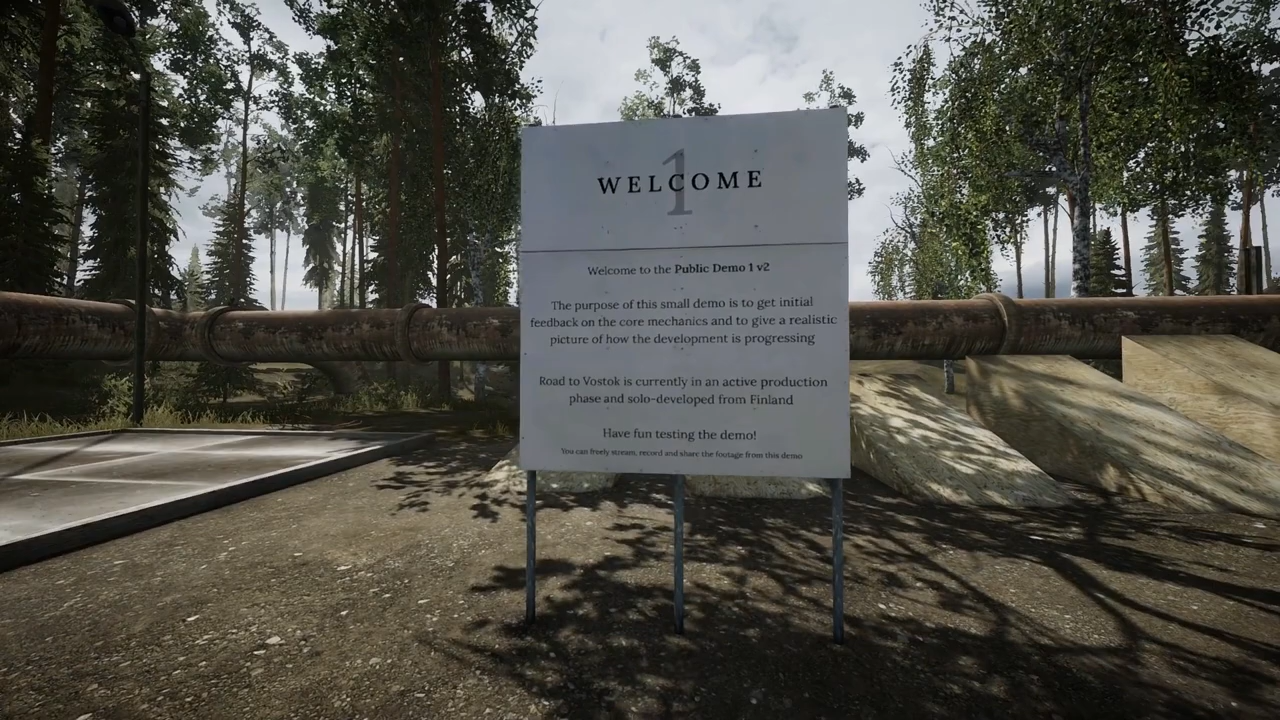 1
WELCOME
Welcome to the Public Demo 1 v2
The purpose of this small demo is to get initial
feedback on the core mechanics and to give a realistic
picture of how the development is progressing
Road to Vostok is currently in an active production
phase and solo-developed from Finland
Have fun testing the demo!
You can freely stream, record and share the footage from this demo